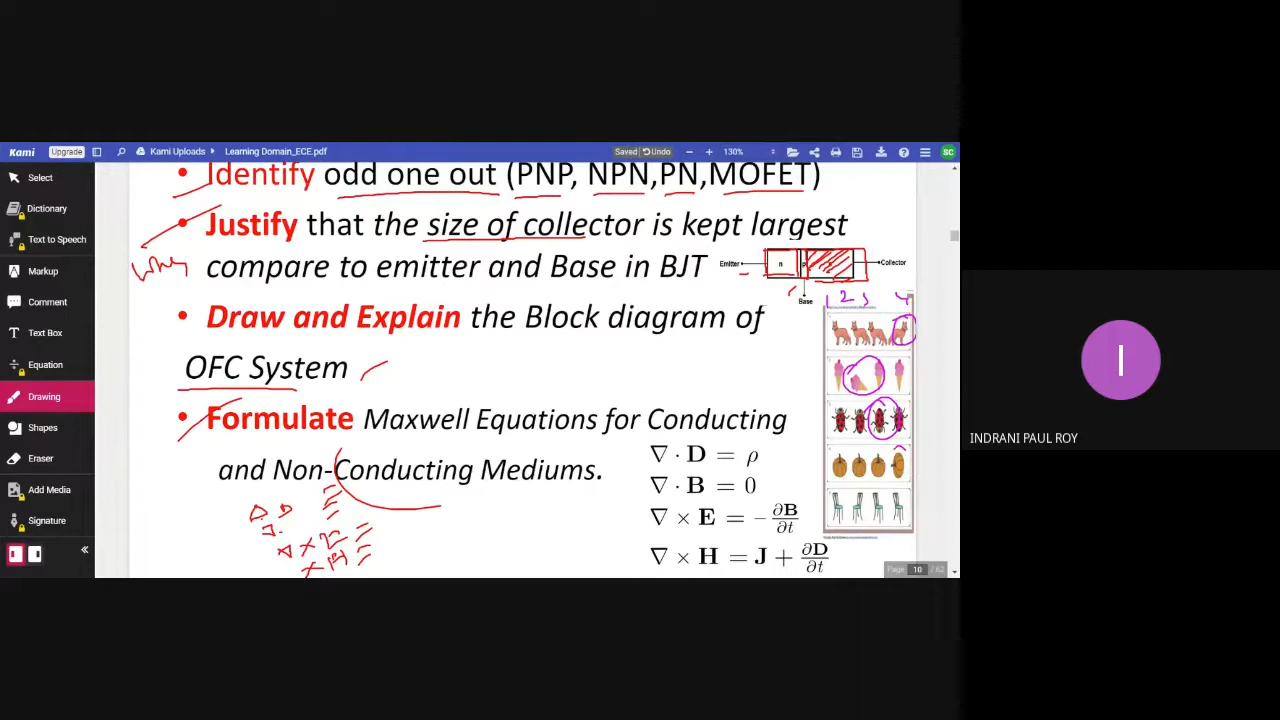 Kami Upgrade Kami Uploads Learning Domain_ECE.pdf Saved Undo 130% SC
Select
Dictionary
Text to Speech
Markup
Comment
Text Box
Equation
Drawing
Shapes
Eraser
Add Media
Signature
• Identify odd one out (PNP, NPN,PN,MOFET)
• Justify that the size of collector is kept largest
why compare to emitter and Base in BJT
Emitter n p Collector
Base
1 2 3 4
• Draw and Explain the Block diagram of
OFC System
• Formulate Maxwell Equations for Conducting
and Non-Conducting Mediums.
∇ · D = ρ
∇ · B = 0
∇ × E = −∂B/∂t
∇ × H = J + ∂D/∂t
Page 10 / 62
I
INDRANI PAUL ROY